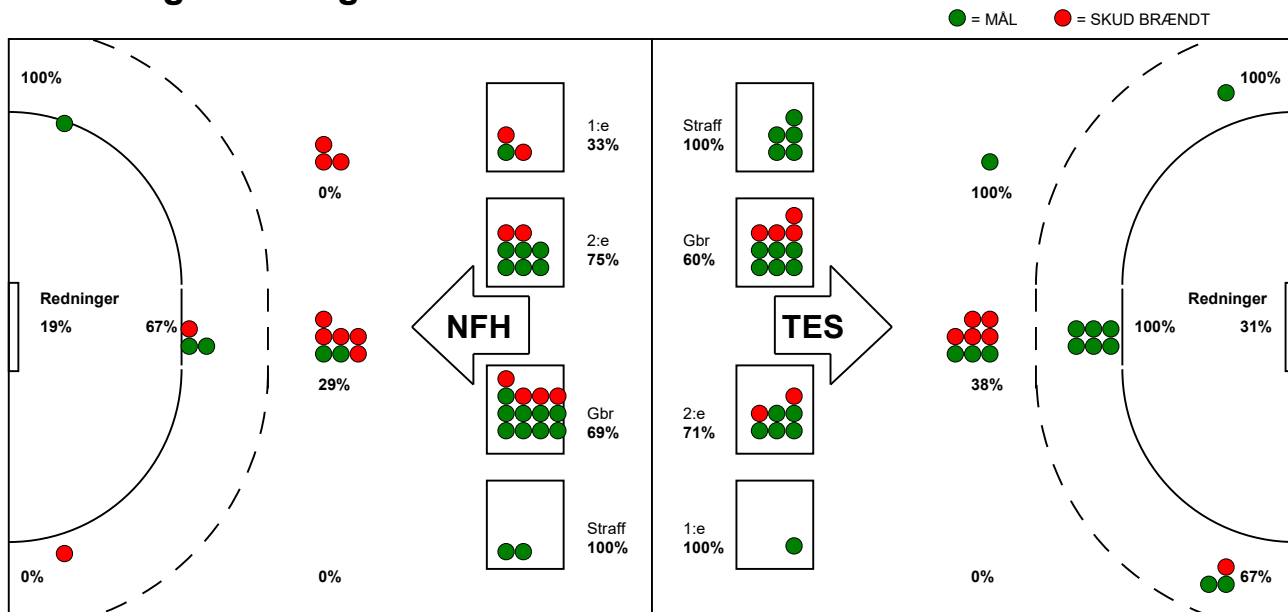 = MÅL = SKUD BRÆNDT
100%
0%
1:e
33%
2:e
75%
Redninger
19%
67%
29%
NFH
Gbr
69%
Straff
100%
0%
0%
Straff
100%
Gbr
60%
TES
2:e
71%
1:e
100%
100%
100%
Redninger
31%
100%
38%
0%
67%